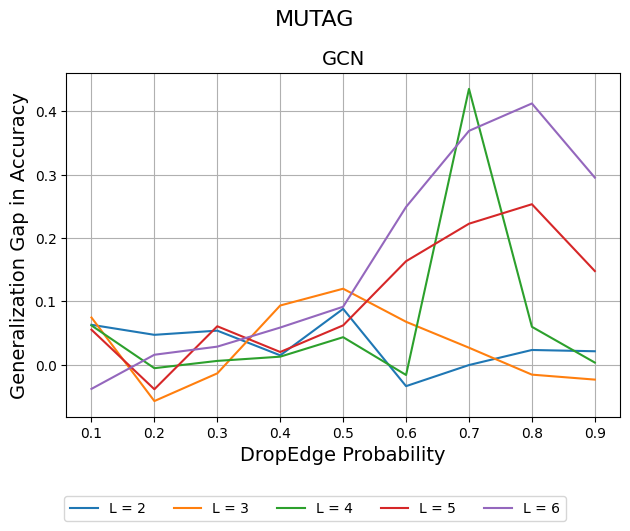 MUTAG
GCN
Generalization Gap in Accuracy
0.4
0.3
0.2
0.1
0.0
0.1 0.2 0.3 0.4 0.5 0.6 0.7 0.8 0.9
DropEdge Probability
L = 2 L = 3 L = 4 L = 5 L = 6